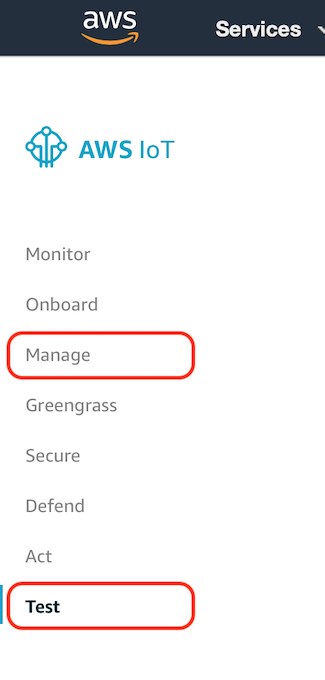 aws
Services
AWS IoT
Monitor
Onboard
Manage
Greengrass
Secure
Defend
Act
Test